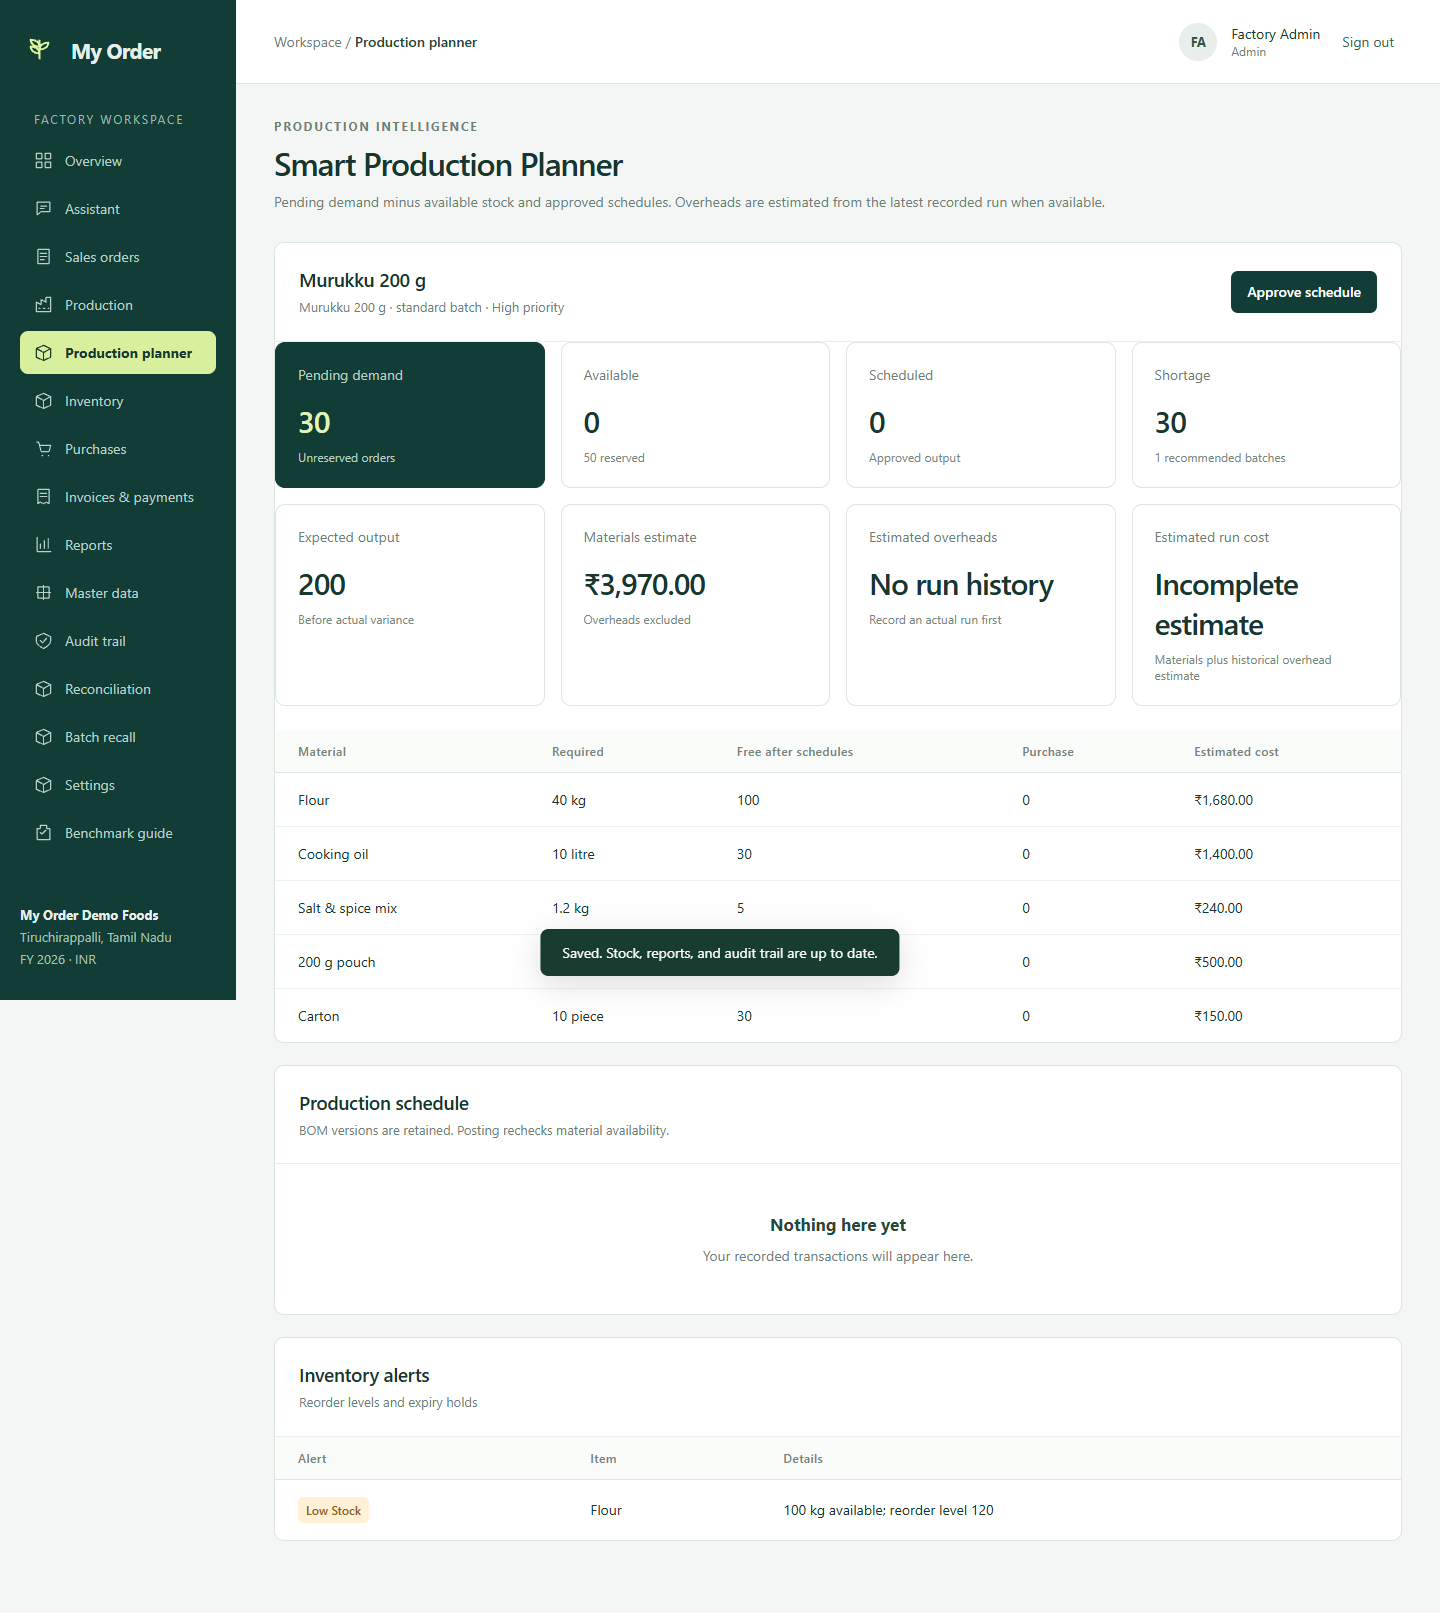 My Order
FACTORY WORKSPACE
Overview
Assistant
Sales orders
Production
Production planner
Inventory
Purchases
Invoices & payments
Reports
Master data
Audit trail
Reconciliation
Batch recall
Settings
Benchmark guide
My Order Demo Foods
Tiruchirappalli, Tamil Nadu
FY 2026 · INR
Workspace / Production planner
FA
Factory Admin
Admin
Sign out
PRODUCTION INTELLIGENCE
Smart Production Planner
Pending demand minus available stock and approved schedules. Overheads are estimated from the latest recorded run when available.
Murukku 200 g
Murukku 200 g · standard batch · High priority
Approve schedule
Pending demand
30
Unreserved orders
Available
0
50 reserved
Scheduled
0
Approved output
Shortage
30
1 recommended batches
Expected output
200
Before actual variance
Materials estimate
₹3,970.00
Overheads excluded
Estimated overheads
No run history
Record an actual run first
Estimated run cost
Incomplete
estimate
Materials plus historical overhead
estimate
Material Required Free after schedules Purchase Estimated cost
Flour 40 kg 100 0 ₹1,680.00
Cooking oil 10 litre 30 0 ₹1,400.00
Salt & spice mix 1.2 kg 5 0 ₹240.00
200 g pouch 0 ₹500.00
Saved. Stock, reports, and audit trail are up to date.
Carton 10 piece 30 0 ₹150.00
Production schedule
BOM versions are retained. Posting rechecks material availability.
Nothing here yet
Your recorded transactions will appear here.
Inventory alerts
Reorder levels and expiry holds
Alert Item Details
Low Stock Flour 100 kg available; reorder level 120